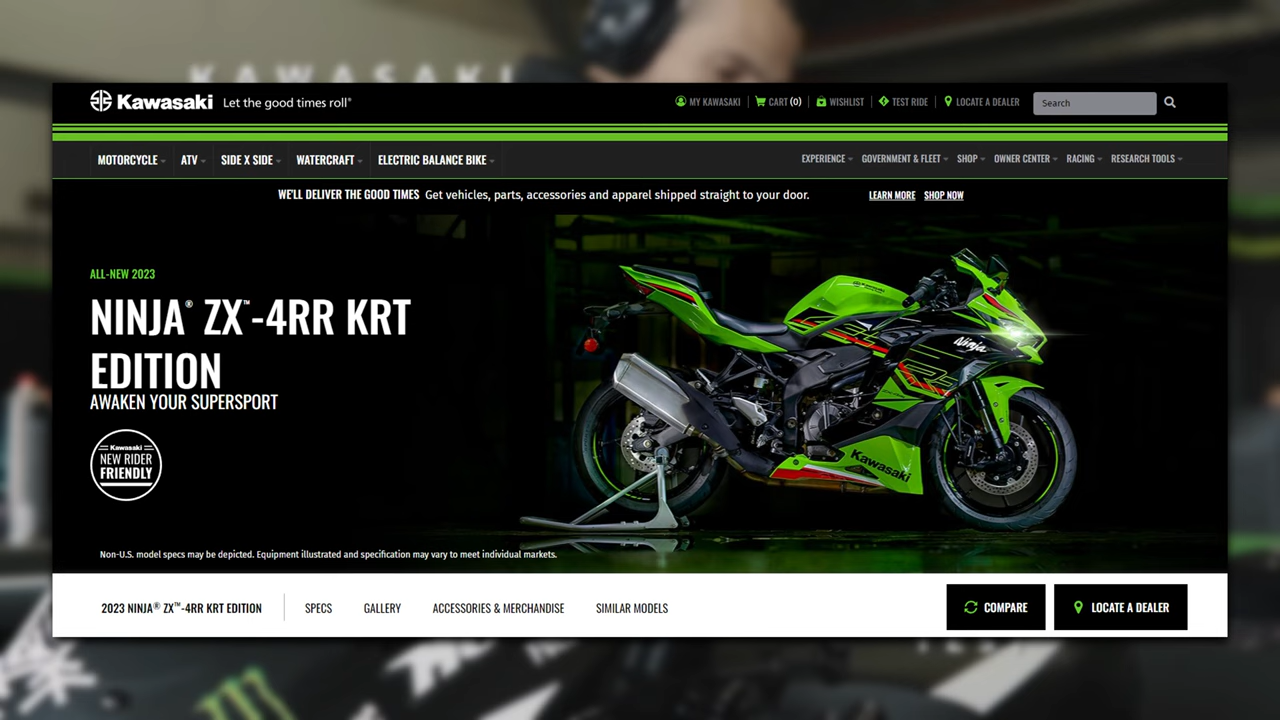 KAWASAKI
Kawasaki Let the good times roll®
MY KAWASAKI
CART (0)
WISHLIST
TEST RIDE
LOCATE A DEALER
Search
MOTORCYCLE
ATV
SIDE X SIDE
WATERCRAFT
ELECTRIC BALANCE BIKE
EXPERIENCE
GOVERNMENT & FLEET
SHOP
OWNER CENTER
RACING
RESEARCH TOOLS
WE'LL DELIVER THE GOOD TIMES Get vehicles, parts, accessories and apparel shipped straight to your door.
LEARN MORE
SHOP NOW
ALL-NEW 2023
NINJA® ZX™-4RR KRT
EDITION
AWAKEN YOUR SUPERSPORT
Kawasaki
NEW RIDER
FRIENDLY
Ninja
Kawasaki
Non-U.S. model specs may be depicted. Equipment illustrated and specification may vary to meet individual markets.
2023 NINJA® ZX™-4RR KRT EDITION
SPECS
GALLERY
ACCESSORIES & MERCHANDISE
SIMILAR MODELS
COMPARE
LOCATE A DEALER